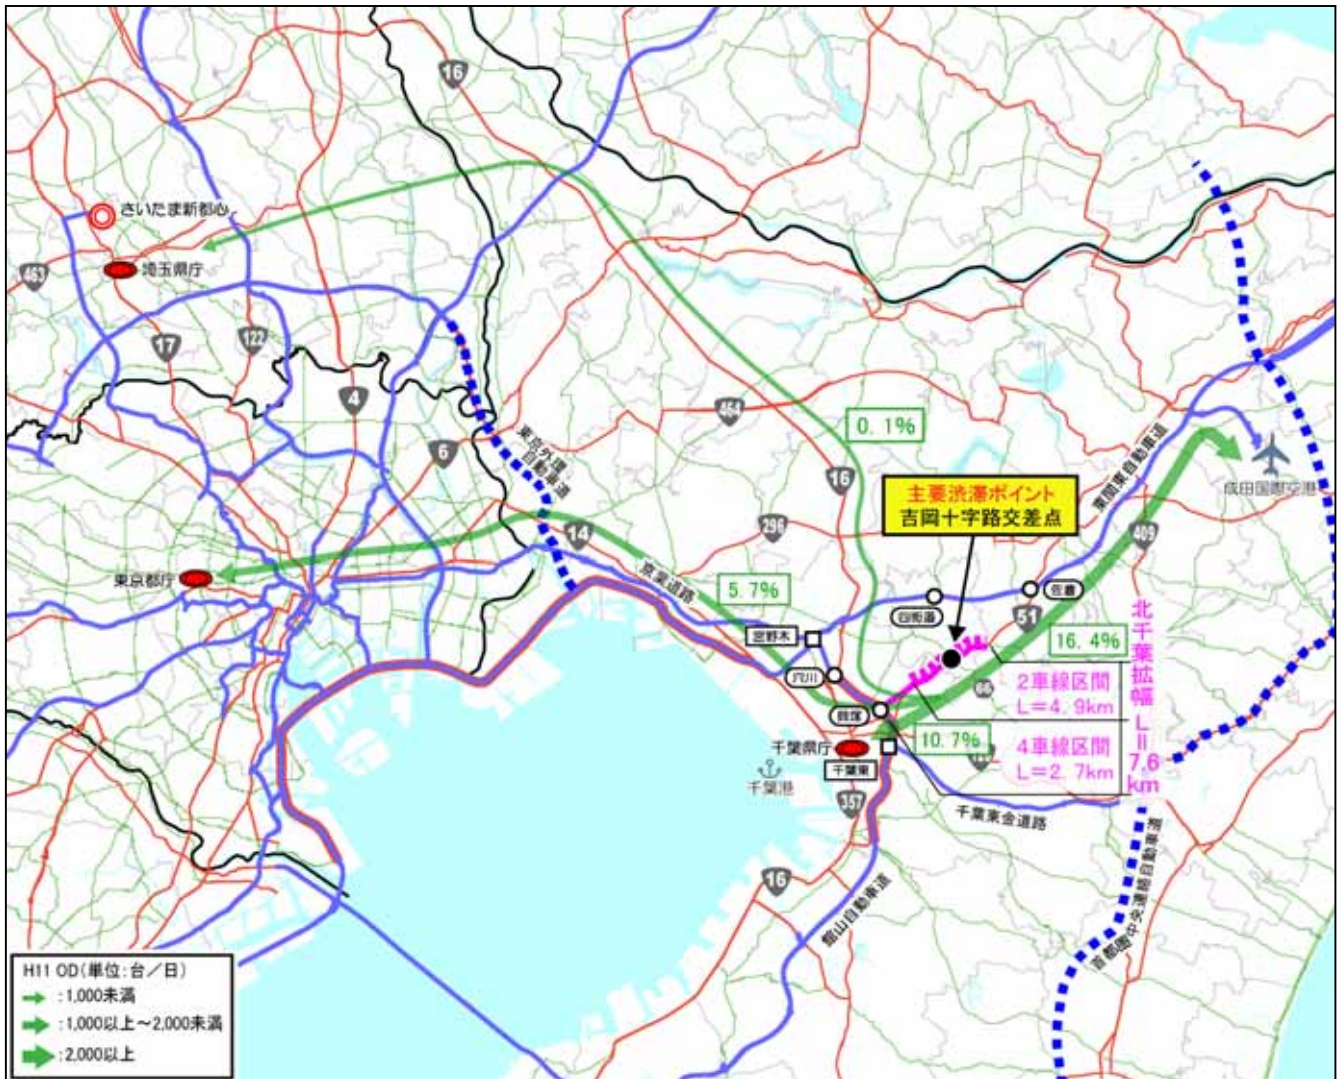 16
さいたま新都心
463
埼玉県庁
17
122
4
464
6
東京外環
自動車道
0.1%
16
東関東自動車道
成田国際空港
主要渋滞ポイント
吉岡十字路交差点
296
14
409
東京都庁
京葉道路
5.7%
四街道
佐倉
51
宮野木
16.4%
北千葉拡幅 L=7.6km
穴川
66
2車線区間
L=4.9km
貝塚
千葉県庁
10.7%
4車線区間
L=2.7km
千葉東
千葉港
357
千葉東金道路
16
館山自動車道
首都圏中央連絡自動車道
H11 OD(単位:台/日)
:1,000未満
:1,000以上~2,000未満
:2,000以上